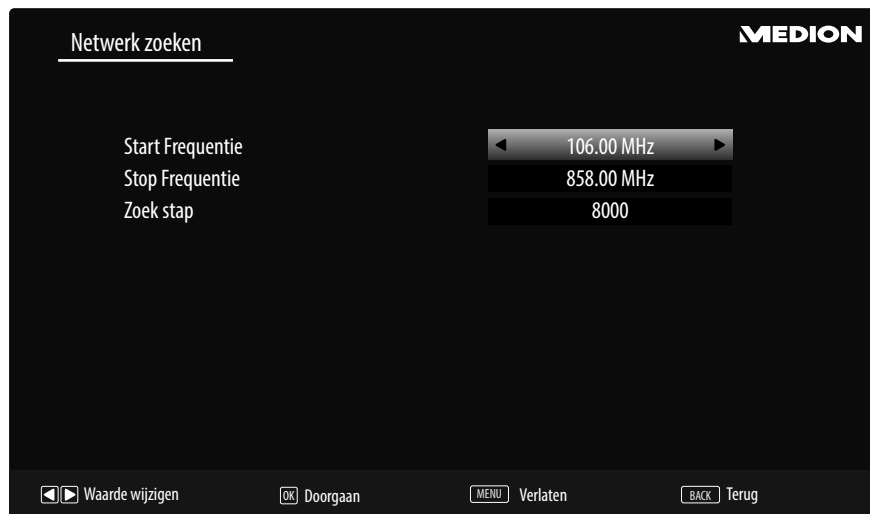 Netwerk zoeken
MEDION
Start Frequentie 106.00 MHz
Stop Frequentie 858.00 MHz
Zoek stap 8000
Waarde wijzigen OK Doorgaan MENU Verlaten BACK Terug